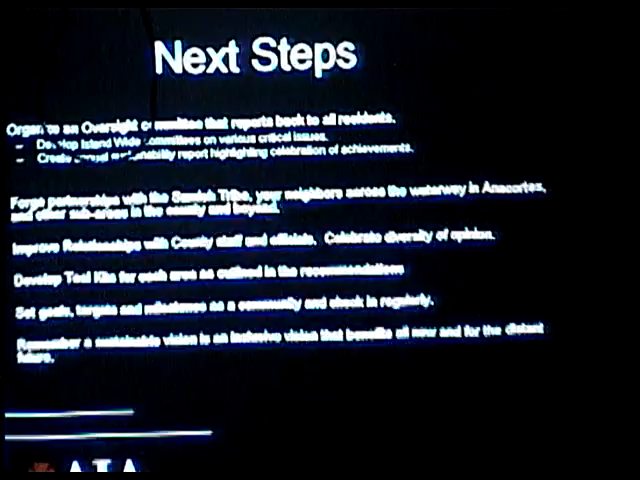 Next Steps
Organize an Oversight committee that reports back to all residents.
– Develop Island Wide committees on various critical issues.
– Create annual sustainability report highlighting celebration of achievements.
Forge partnerships with the Samish Tribe, your neighbors across the waterway in Anacortes,
and other sub-areas in the county and beyond.
Improve Relationships with County staff and officials. Celebrate diversity of opinion.
Develop Tool Kits for each area as outlined in the recommendations
Set goals, targets and milestones as a community and check in regularly.
Remember a sustainable vision is an inclusive vision that benefits all now and for the distant
future.
AIA